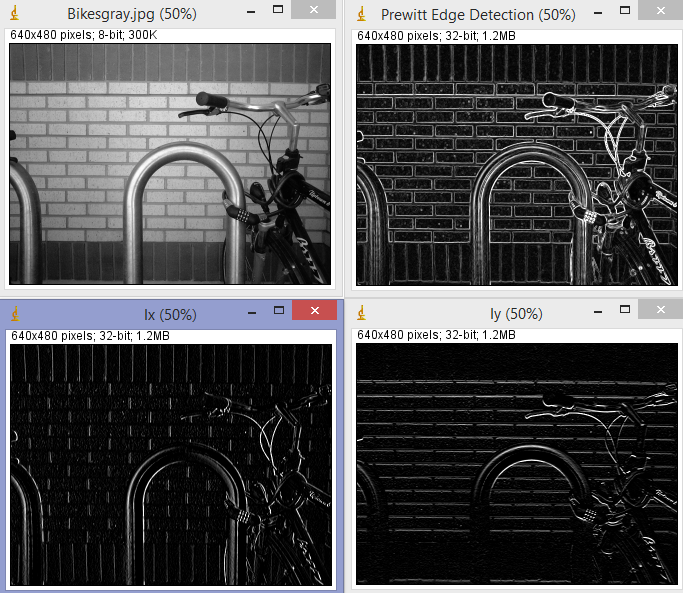 Bikesgray.jpg (50%)
640x480 pixels; 8-bit; 300K
Prewitt Edge Detection (50%)
640x480 pixels; 32-bit; 1.2MB
Ix (50%)
640x480 pixels; 32-bit; 1.2MB
Iy (50%)
640x480 pixels; 32-bit; 1.2MB